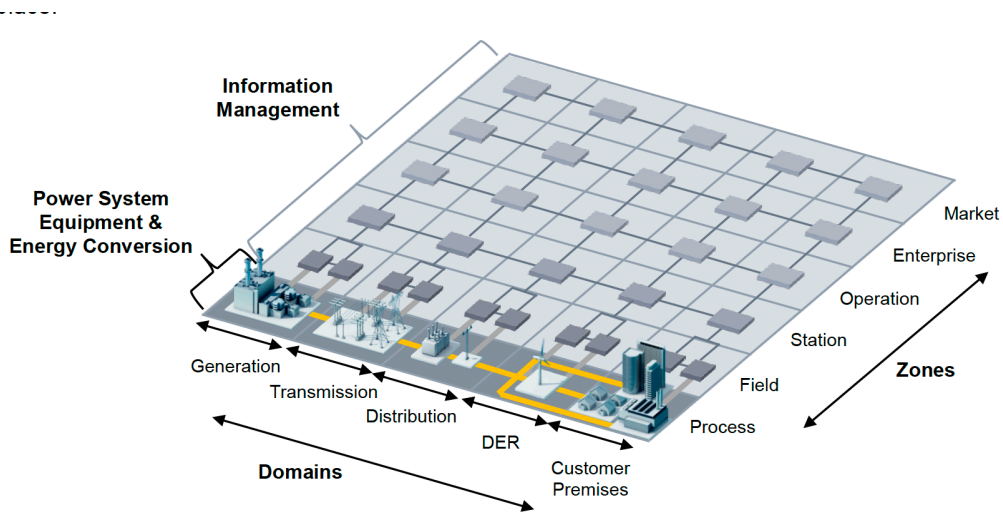 Information
Management
Power System
Equipment &
Energy Conversion
Market
Enterprise
Operation
Station
Field
Process
Zones
Generation
Transmission
Distribution
DER
Customer
Premises
Domains